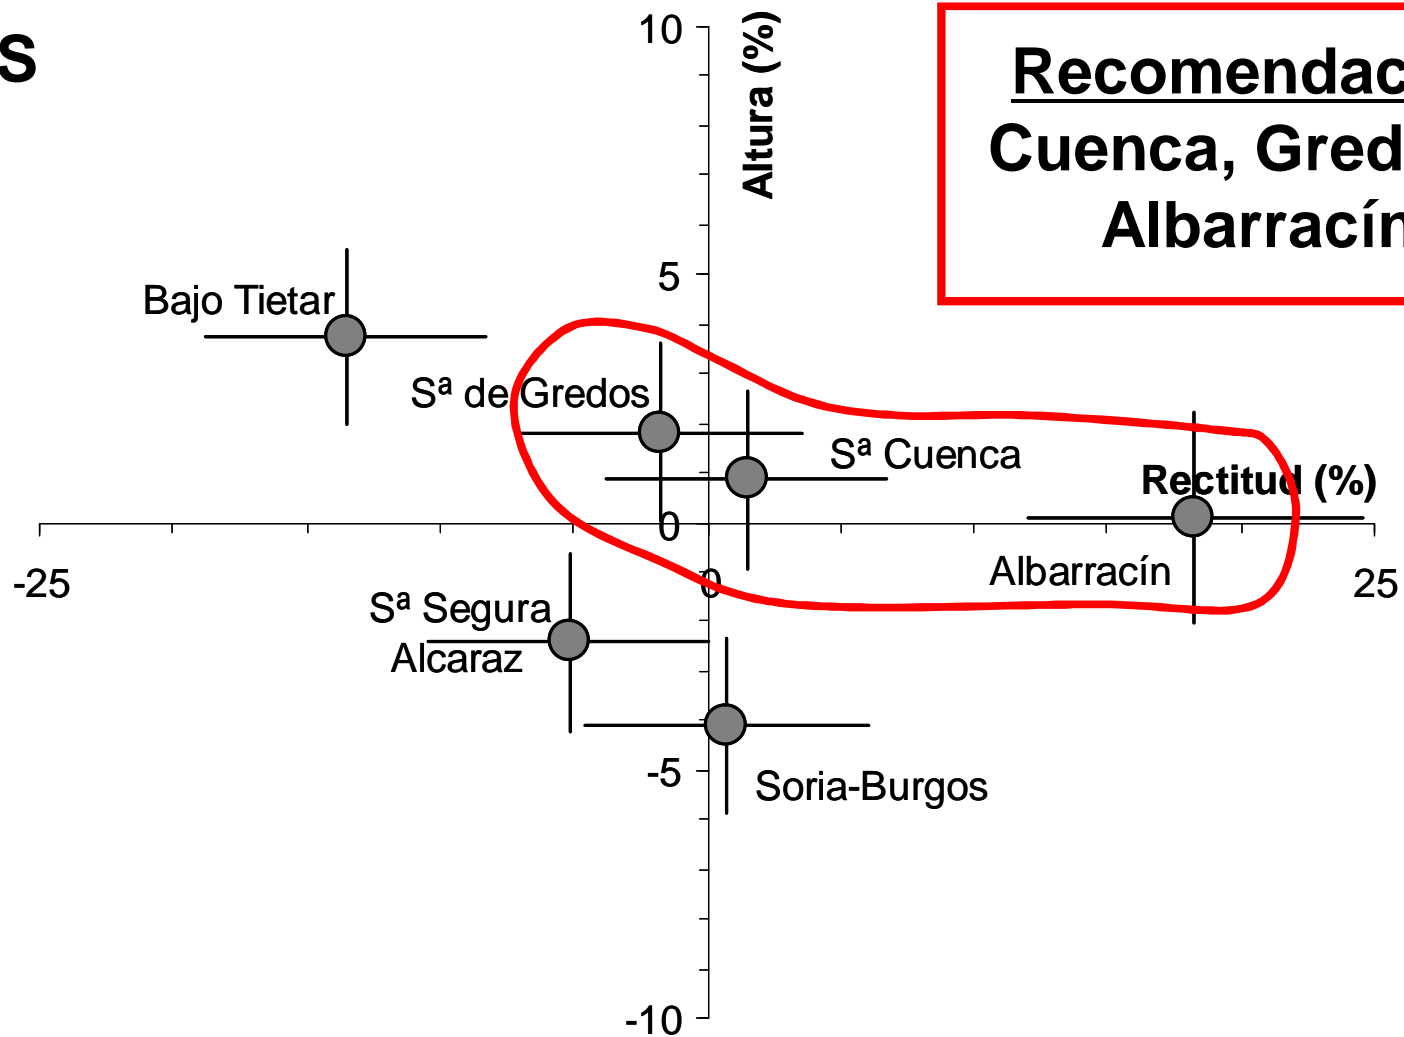 s
10
Altura (%)
Recomendac
Cuenca, Gred
Albarracín
5
Bajo Tietar
Sª de Gredos
Sª Cuenca
Rectitud (%)
0
-25
0
Albarracín
25
Sª Segura
Alcaraz
-5
Soria-Burgos
-10